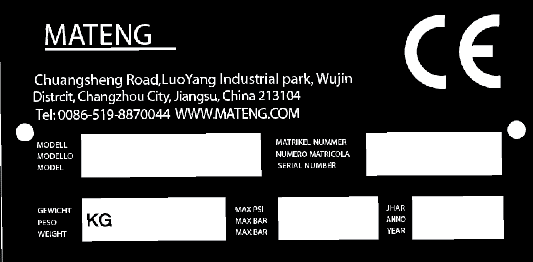 MATENG
CE
Chuangsheng Road,LuoYang Industrial park, Wujin
Distrcit, Changzhou City, Jiangsu, China 213104
Tel: 0086-519-8870044 WWW.MATENG.COM
MODELL
MODELLO
MODEL
MATRIKEL NUMMER
NUMERO MATRICOLA
SERIAL NUMBER
GEWICHT
PESO
WEIGHT
KG
MAX PSI
MAX BAR
MAX BAR
JHAR
ANNO
YEAR